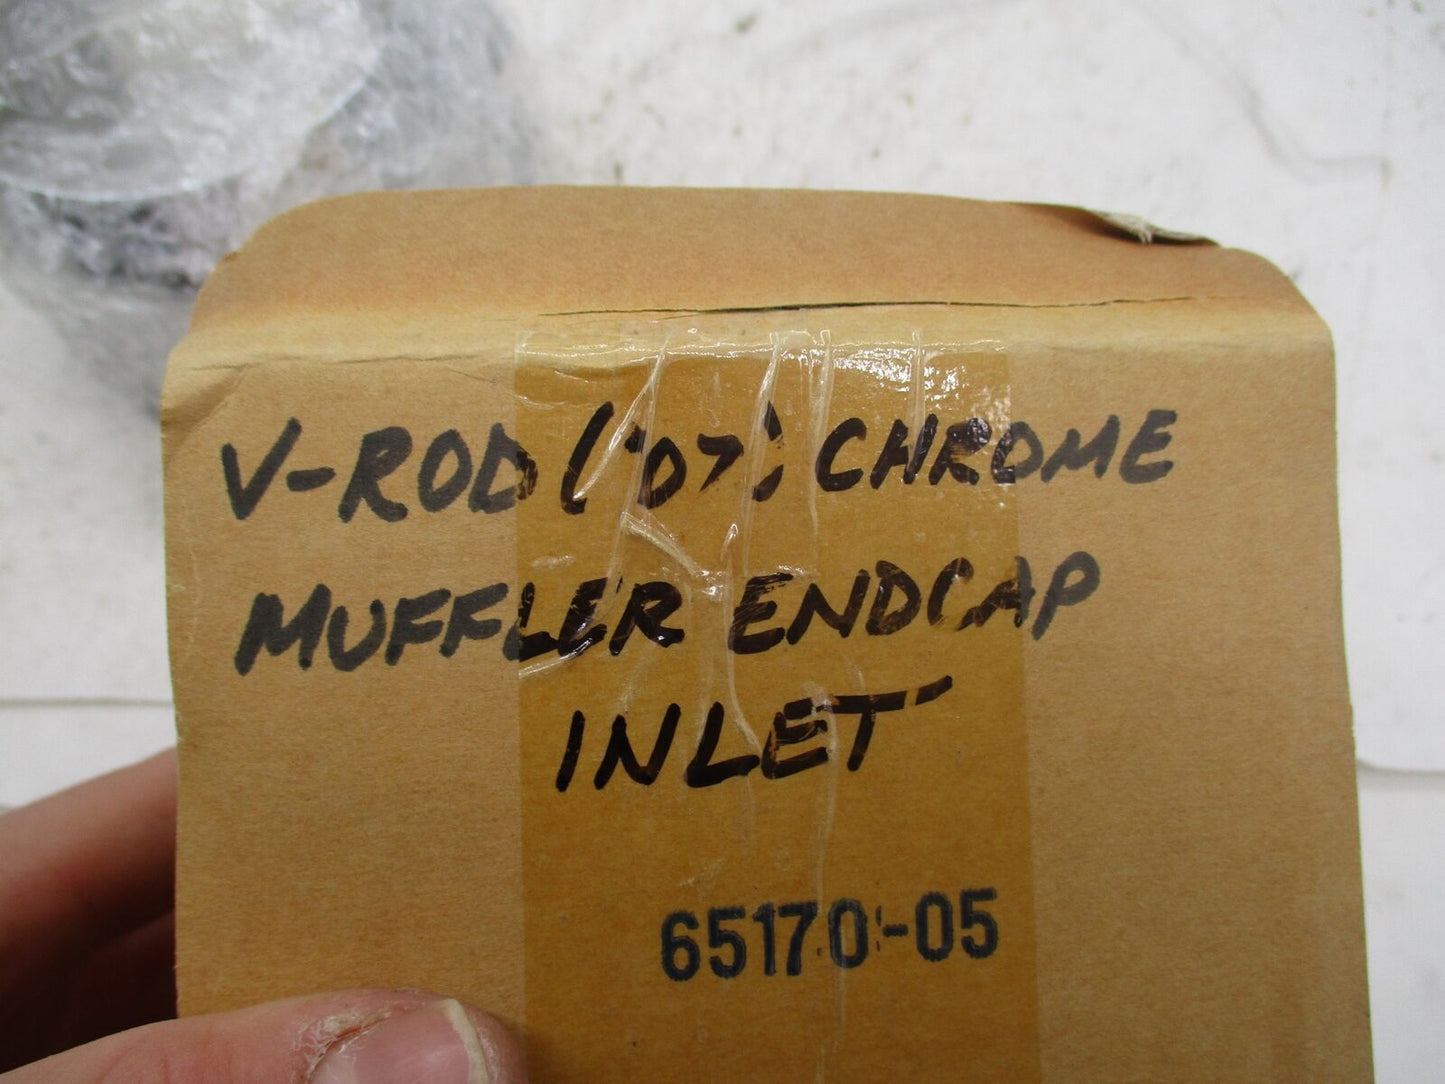 V-ROD ('07) CHROME
MUFFLER ENDCAP
INLET
65170-05